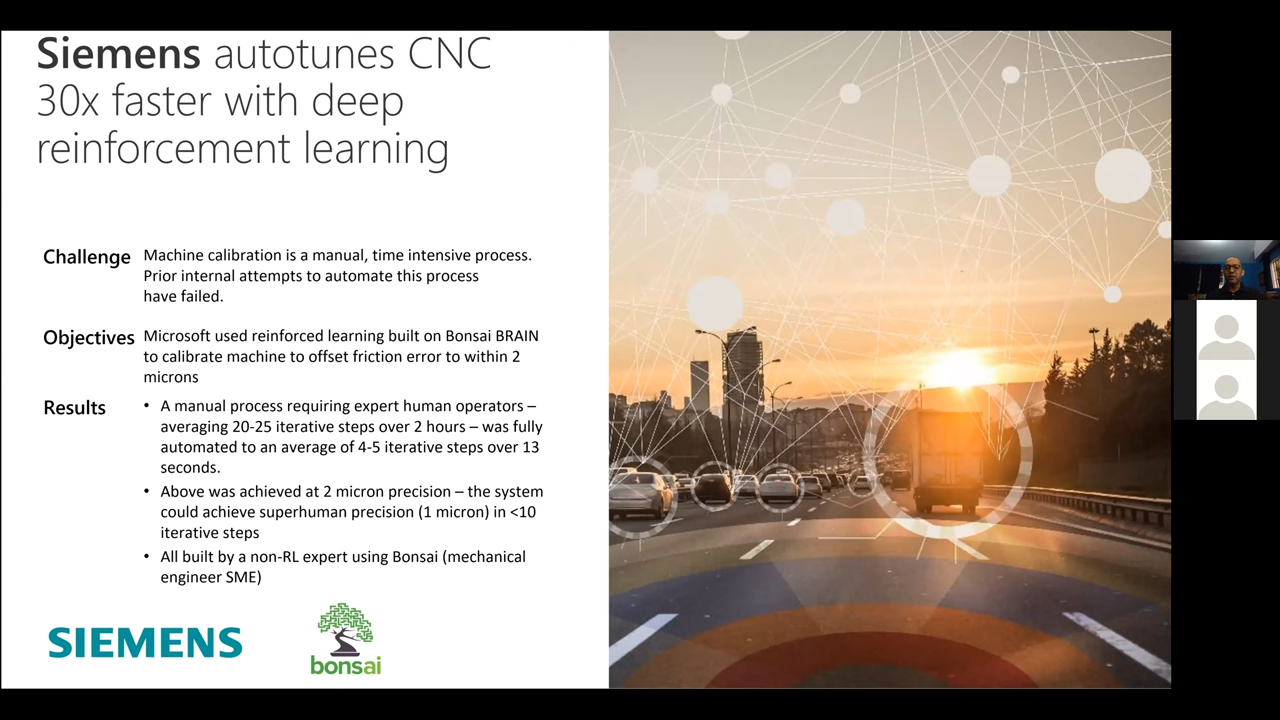 Siemens autotunes CNC
30x faster with deep
reinforcement learning
Challenge
Machine calibration is a manual, time intensive process.
Prior internal attempts to automate this process
have failed.
Objectives
Microsoft used reinforced learning built on Bonsai BRAIN
to calibrate machine to offset friction error to within 2
microns
Results
• A manual process requiring expert human operators –
averaging 20-25 iterative steps over 2 hours – was fully
automated to an average of 4-5 iterative steps over 13
seconds.
• Above was achieved at 2 micron precision – the system
could achieve superhuman precision (1 micron) in <10
iterative steps
• All built by a non-RL expert using Bonsai (mechanical
engineer SME)
SIEMENS
bonsai